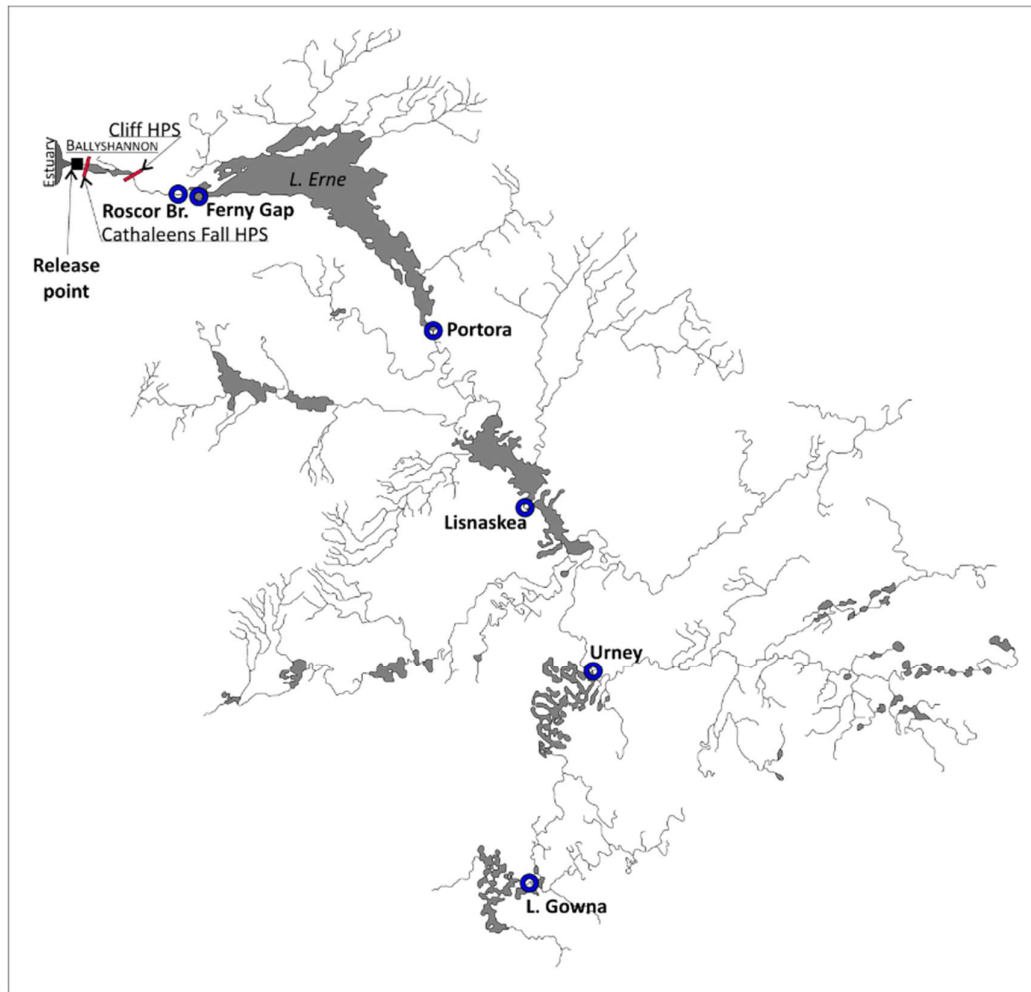 Cliff HPS
BALLYSHANNON
Estuary
L. Erne
Roscor Br.
Ferny Gap
Cathaleens Fall HPS
Release
point
Portora
Lisnaskea
Urney
L. Gowna